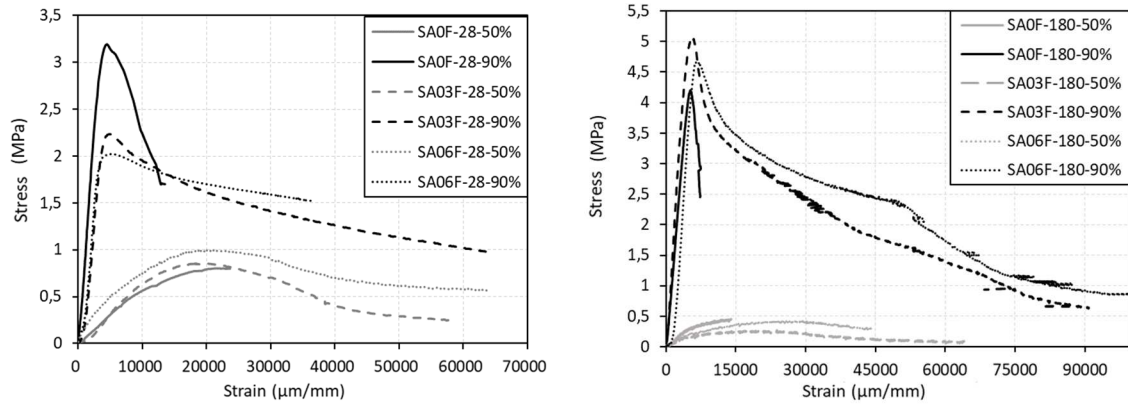 3,5
3
2,5
2
1,5
1
0,5
0
Stress (MPa)
0 10000 20000 30000 40000 50000 60000 70000
Strain (µm/mm)
SA0F-28-50%
SA0F-28-90%
SA03F-28-50%
SA03F-28-90%
SA06F-28-50%
SA06F-28-90%
5,5
5
4,5
4
3,5
3
2,5
2
1,5
1
0,5
0
Stress (MPa)
0 15000 30000 45000 60000 75000 90000
Strain (µm/mm)
SA0F-180-50%
SA0F-180-90%
SA03F-180-50%
SA03F-180-90%
SA06F-180-50%
SA06F-180-90%